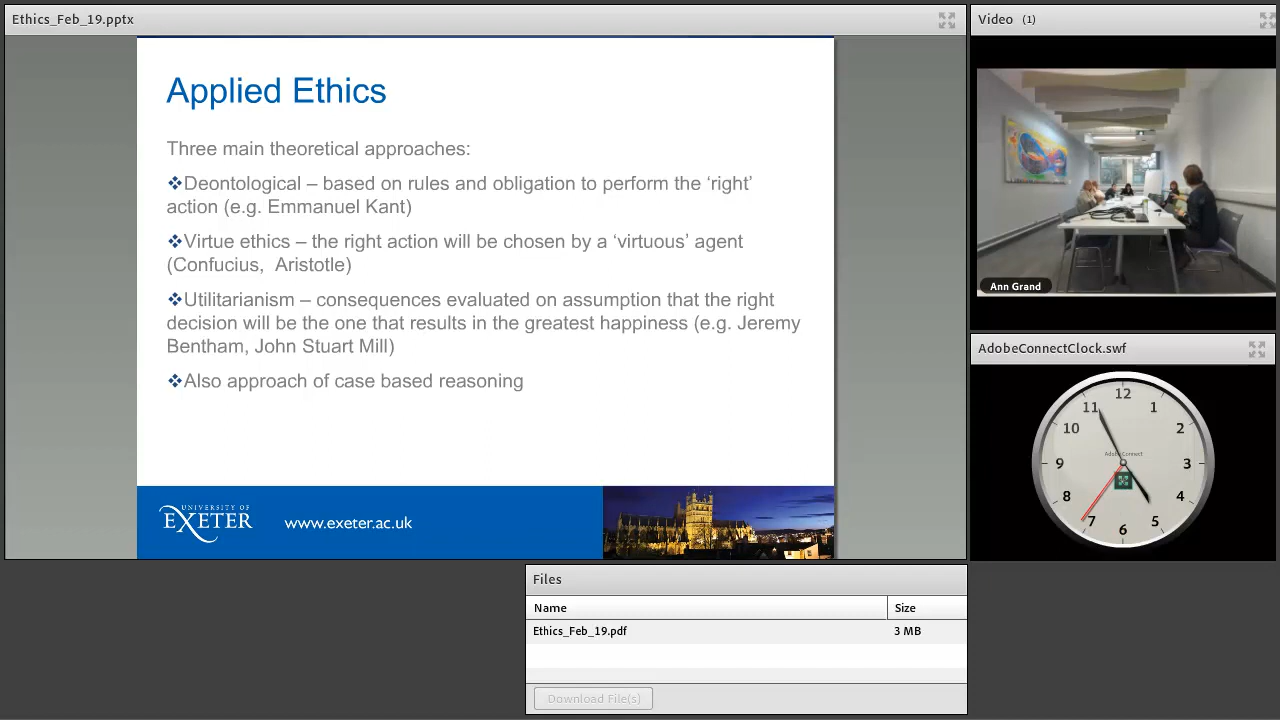 Ethics_Feb_19.pptx
Applied Ethics
Three main theoretical approaches:
❖Deontological – based on rules and obligation to perform the ‘right’
action (e.g. Emmanuel Kant)
❖Virtue ethics – the right action will be chosen by a ‘virtuous’ agent
(Confucius,  Aristotle)
❖Utilitarianism – consequences evaluated on assumption that the right
decision will be the one that results in the greatest happiness (e.g. Jeremy
Bentham, John Stuart Mill)
❖Also approach of case based reasoning
UNIVERSITY OF
EXETER
www.exeter.ac.uk
Video (1)
Ann Grand
AdobeConnectClock.swf
12
11 1
10 2
9 3
8 4
7 5
6
AdobeConnect
Files
Name Size
Ethics_Feb_19.pdf 3 MB
Download File(s)